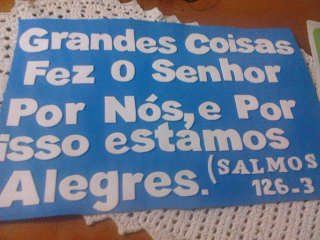 Grandes Coisas
Fez O Senhor
Por Nós, e Por
isso estamos
Alegres. (SALMOS
126-3